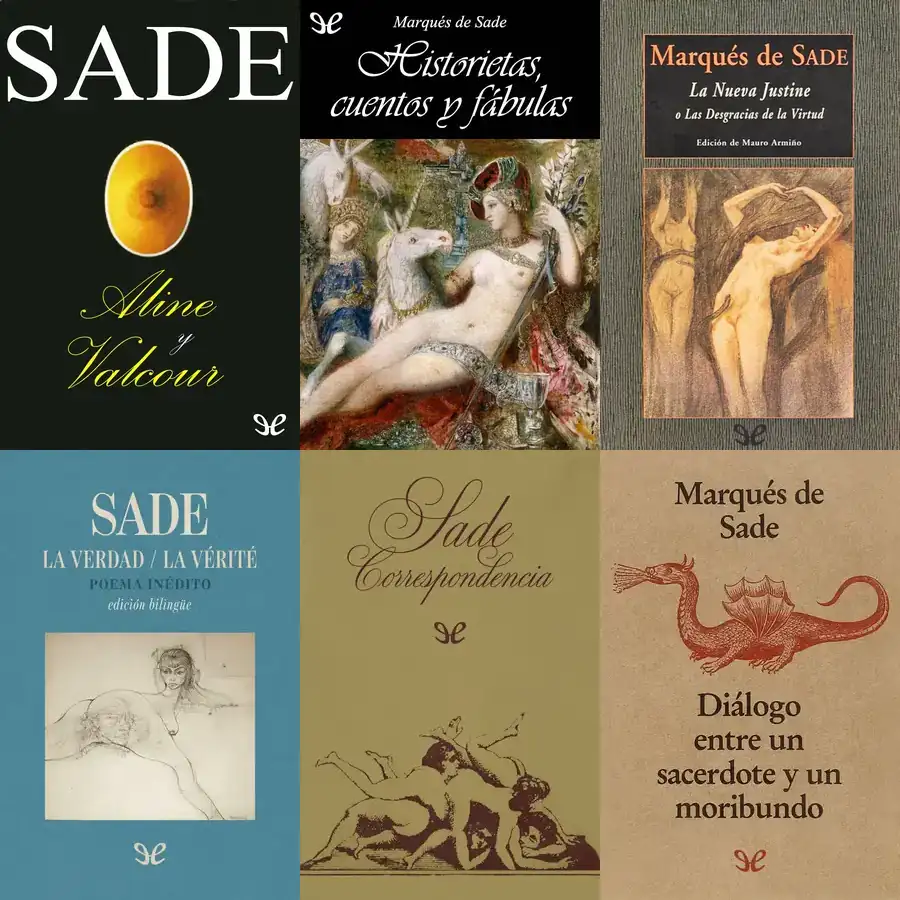 SADE
Aline
y
Valcour
Marqués de Sade
Historietas,
cuentos y fábulas
Marqués de SADE
La Nueva Justine
o Las Desgracias de la Virtud
Edición de Mauro Armiño
SADE
LA VERDAD / LA VÉRITÉ
POEMA INÉDITO
edición bilingüe
Sade
Correspondencia
Marqués de
Sade
Diálogo
entre un
sacerdote y un
moribundo